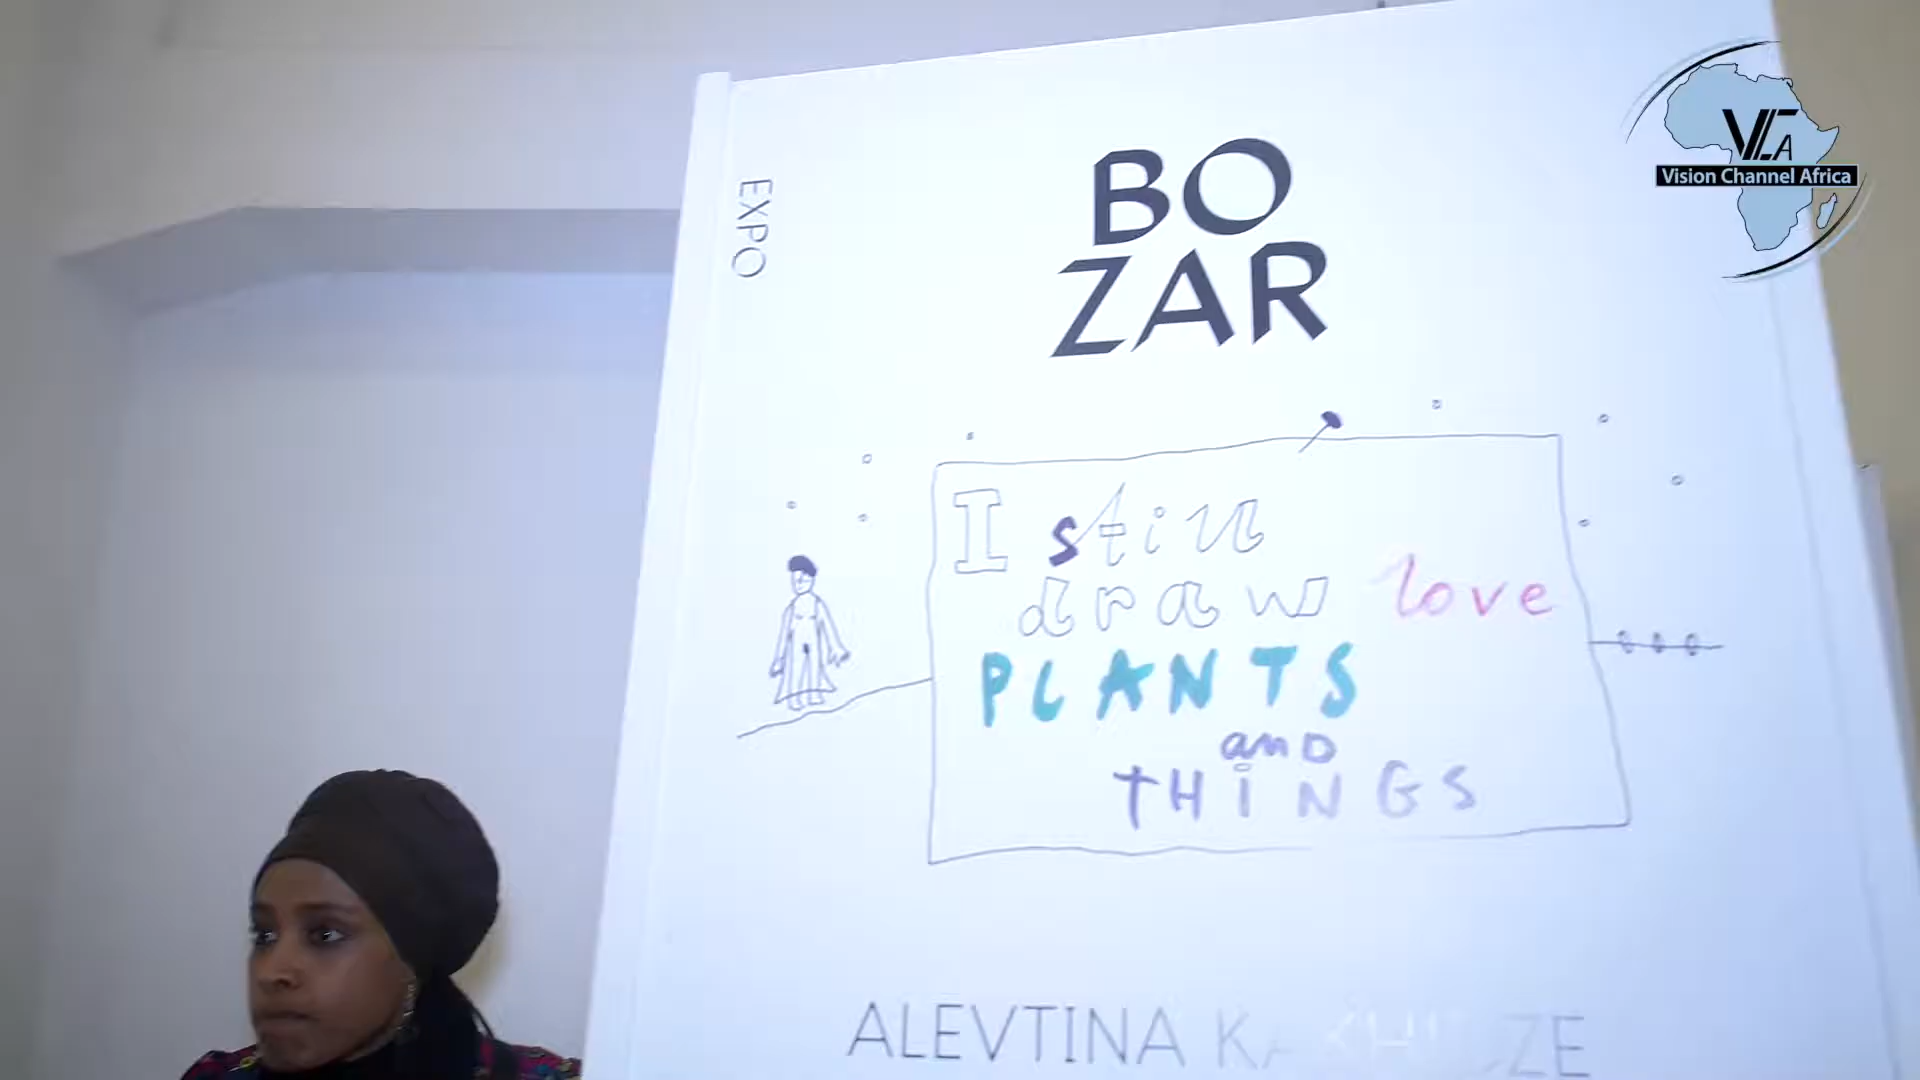 EXPO
BO
ZAR
I still
draw love
PLANTS
and
THINGS
ALEVTINA
VCA
Vision Channel Africa